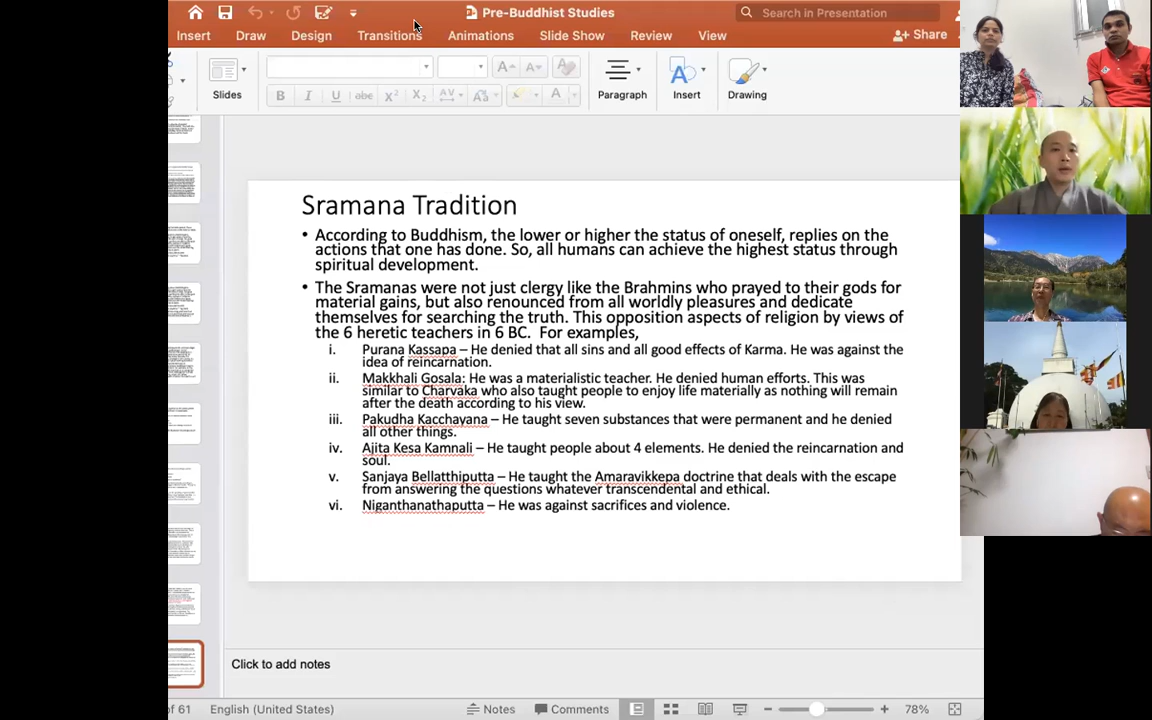 Pre-Buddhist Studies
Search in Presentation
Insert
Draw
Design
Transitions
Animations
Slide Show
Review
View
Share
Slides
Paragraph
Insert
Drawing
Sramana Tradition
• According to Buddhism, the lower or higher the status of oneself, replies on the
actions that one has done. So, all humans can achieve the highest status through
spiritual development.
• The Sramanas were not just clergy like the Brahmins who prayed to their gods for
material gains, but also renounced from all worldly pleasures and dedicate
themselves for searching the truth. This opposition aspects of religion by views of
the 6 heretic teachers in 6 BC. For examples,
i. Purana Kassapa – He denied that all sins and all good effects of Karma. He was against the
idea of reincarnation.
ii. Makkhali Gosala: He was a materialistic teacher. He denied human efforts. This was
similar to Charvaka who also taught people to enjoy life materially as nothing will remain
after the death according to his view.
iii. Pakudha Kacchayana – He taught seven substances that were permanent and he denied
all other things.
iv. Ajita Kesa Kamnali – He taught people about 4 elements. He denied the reincarnation and
soul.
v. Sanjaya Bellatthiputta – He taught the Amaravikkepa doctrine that deals with the escape
from answering the questions whatever transcendental and ethical.
vi. Niganthanathaputta – He was against sacrifices and violence.
Click to add notes
of 61
English (United States)
Notes
Comments
78%